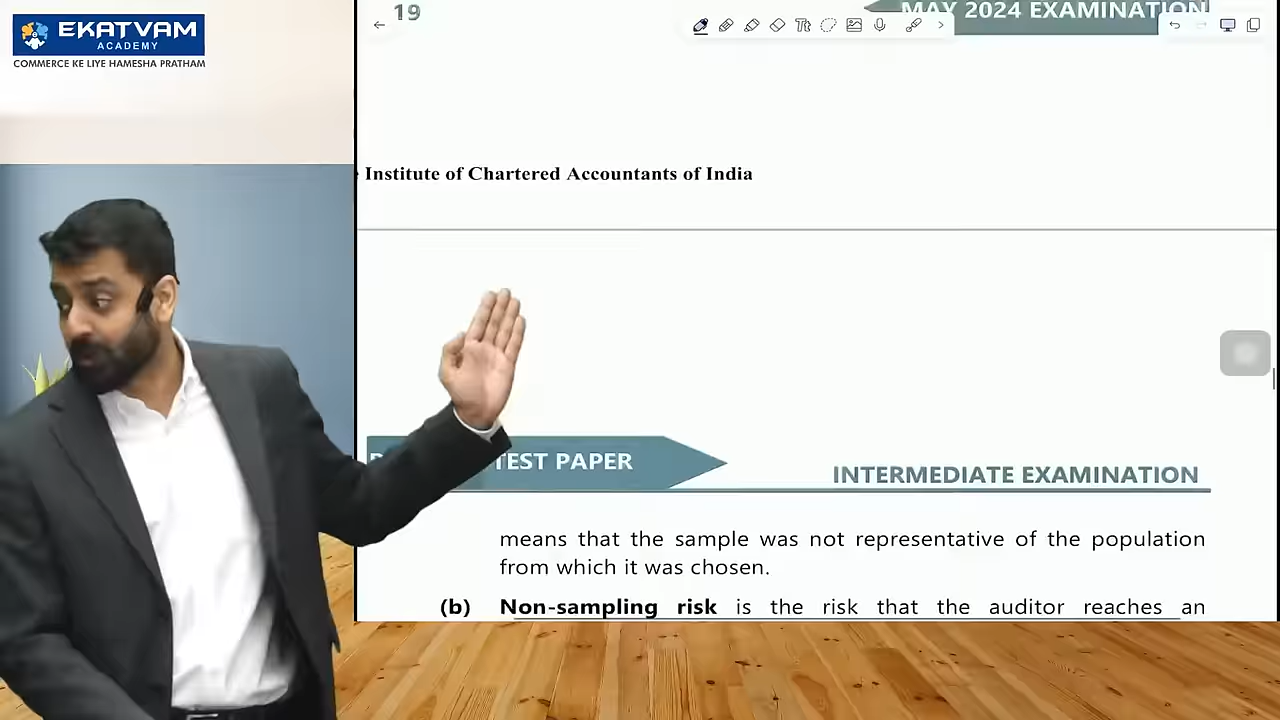 EKATVAM
ACADEMY
COMMERCE KE LIYE HAMESHA PRATHAM
19
MAY 2024 EXAMINATION
Tt
Institute of Chartered Accountants of India
TEST PAPER
INTERMEDIATE EXAMINATION
means that the sample was not representative of the population
from which it was chosen.
(b) Non-sampling risk is the risk that the auditor reaches an